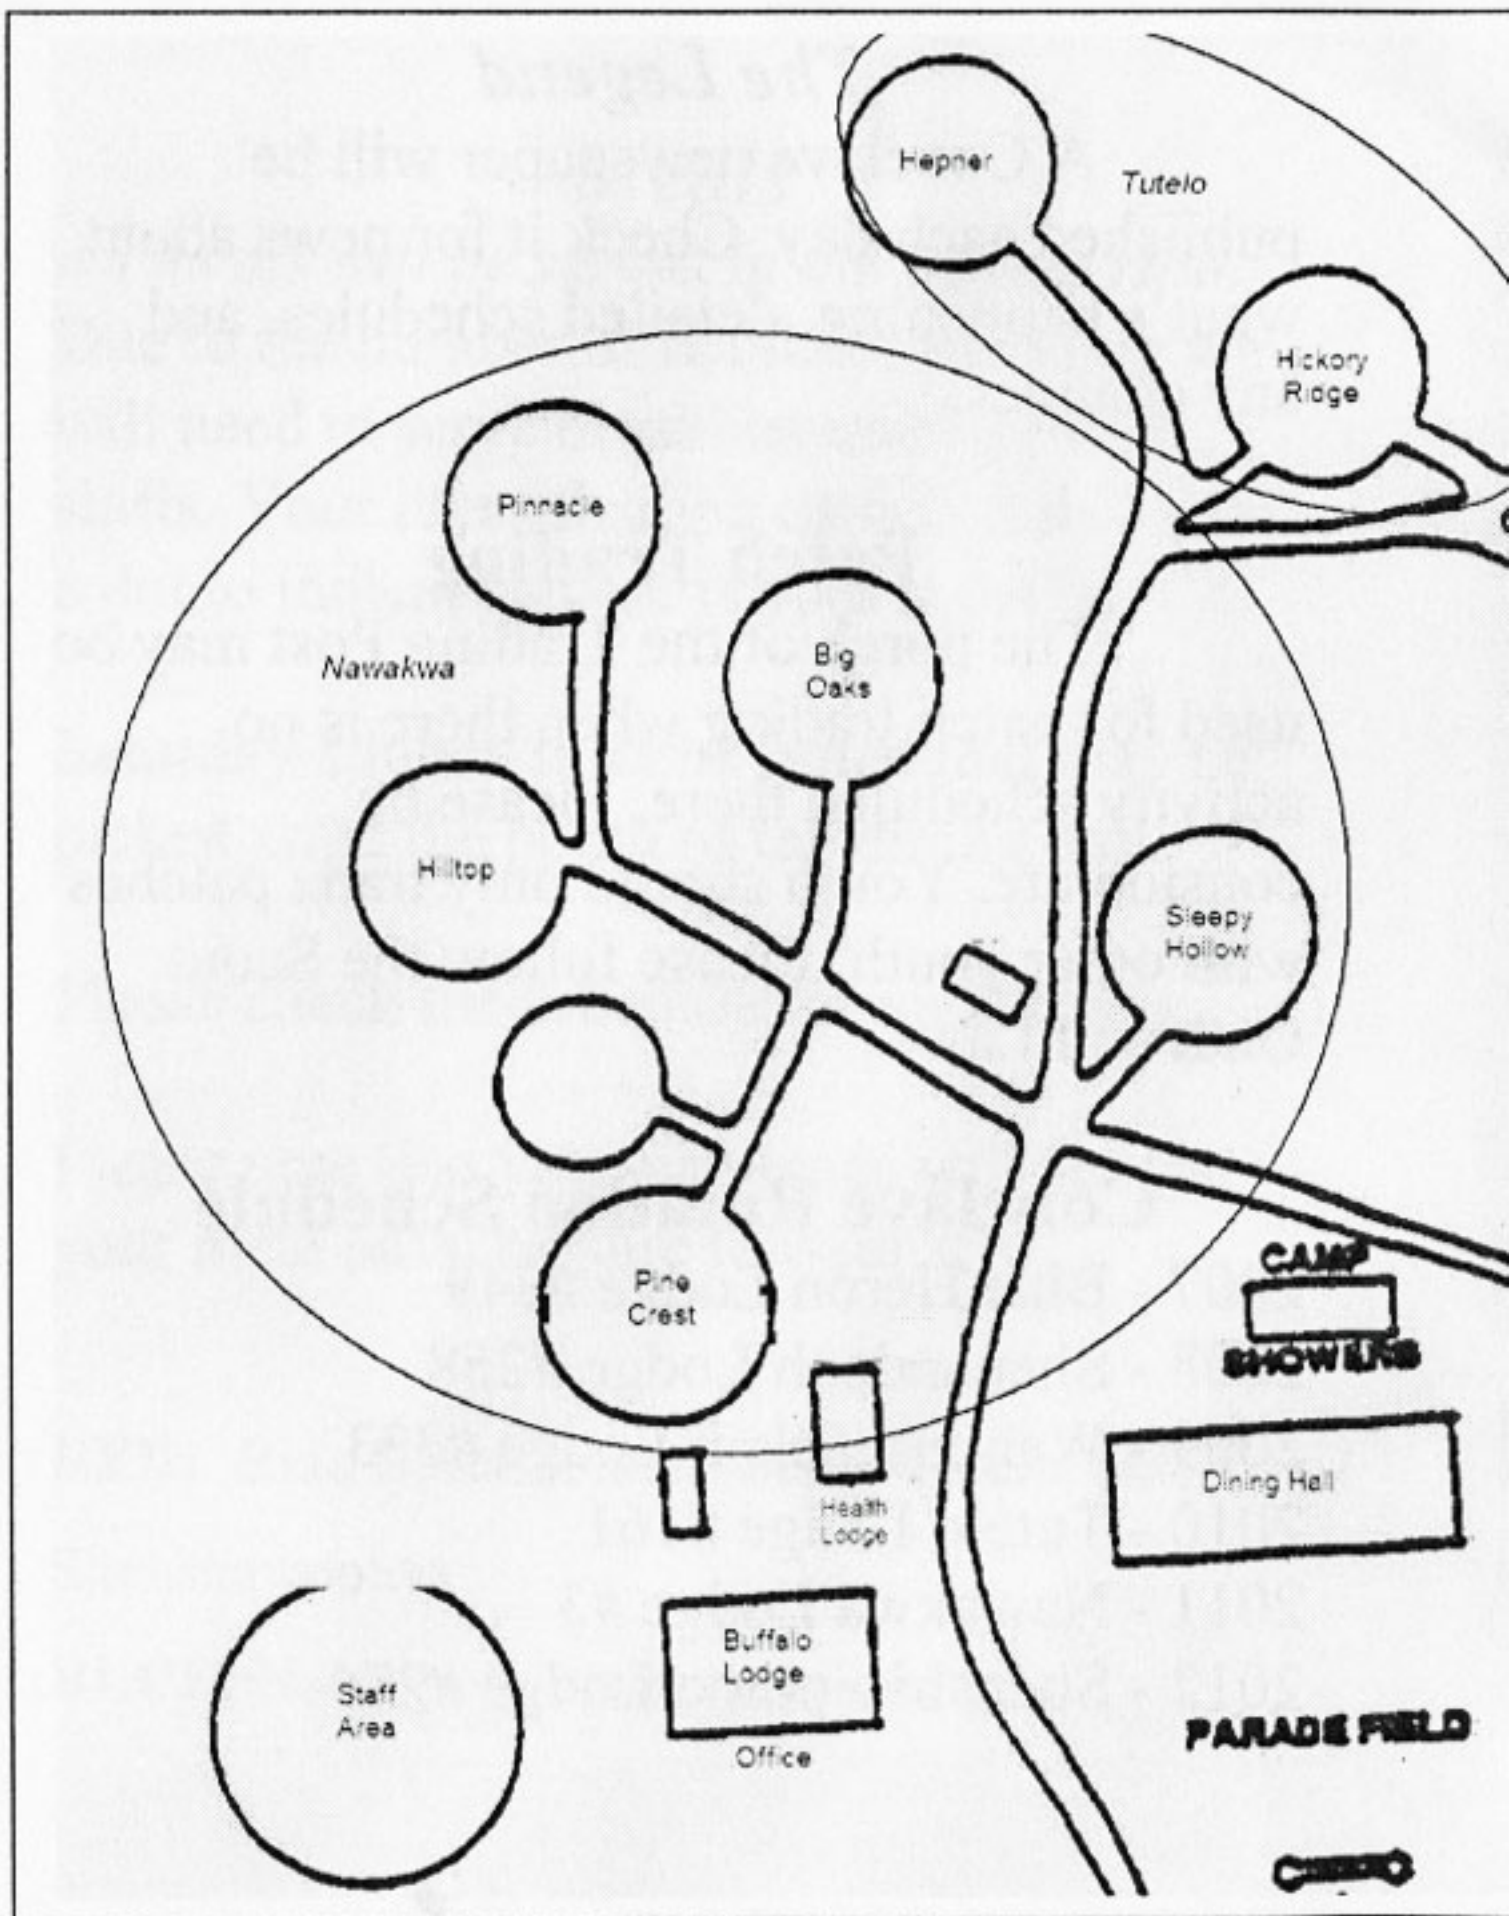 Hepner
Tutelo
Hickory
Ridge
Pinnacle
Nawakwa
Big
Oaks
Hilltop
Sleepy
Hollow
Pine
Crest
CAMP
SHOWERS
Health
Lodge
Dining Hall
Buffalo
Lodge
Office
Staff
Area
PARADE FIELD